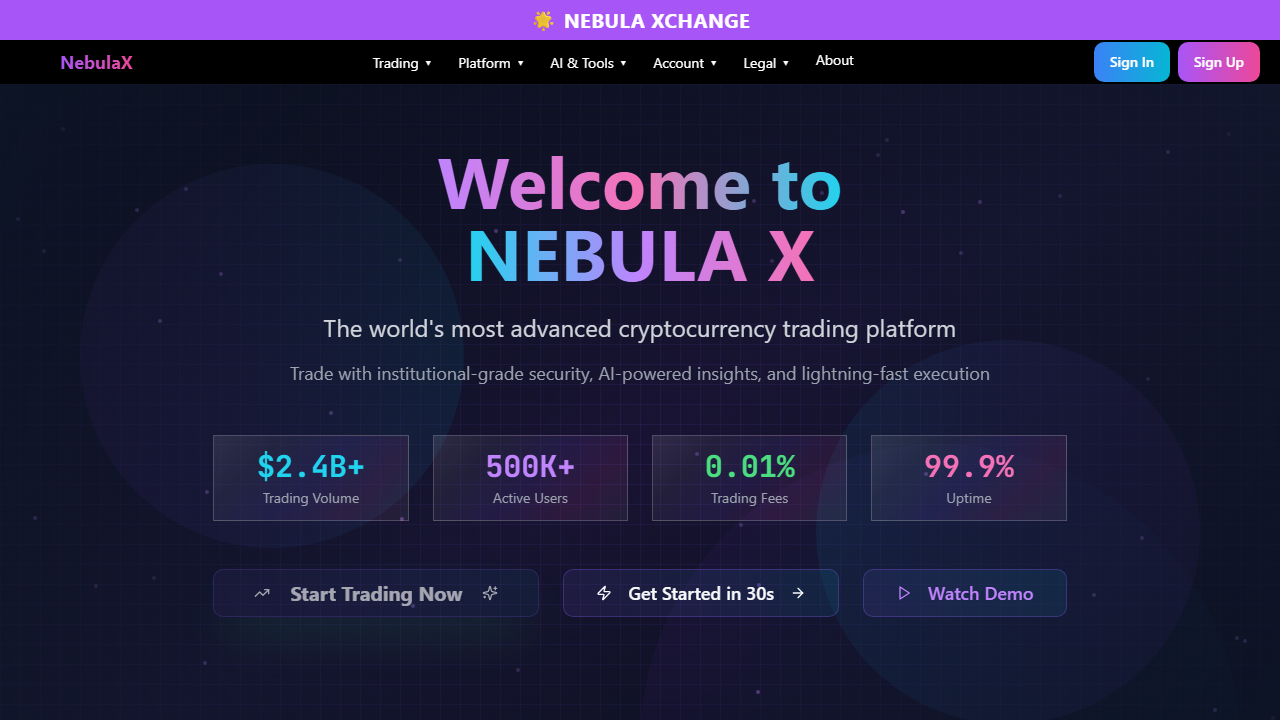 🌟 NEBULA XCHANGE
NebulaX
Trading ▼ Platform ▼ AI & Tools ▼ Account ▼ Legal ▼ About
Sign In Sign Up
Welcome to
NEBULA X
The world's most advanced cryptocurrency trading platform
Trade with institutional-grade security, AI-powered insights, and lightning-fast execution
$2.4B+ 500K+ 0.01% 99.9%
Trading Volume Active Users Trading Fees Uptime
Start Trading Now Get Started in 30s → Watch Demo